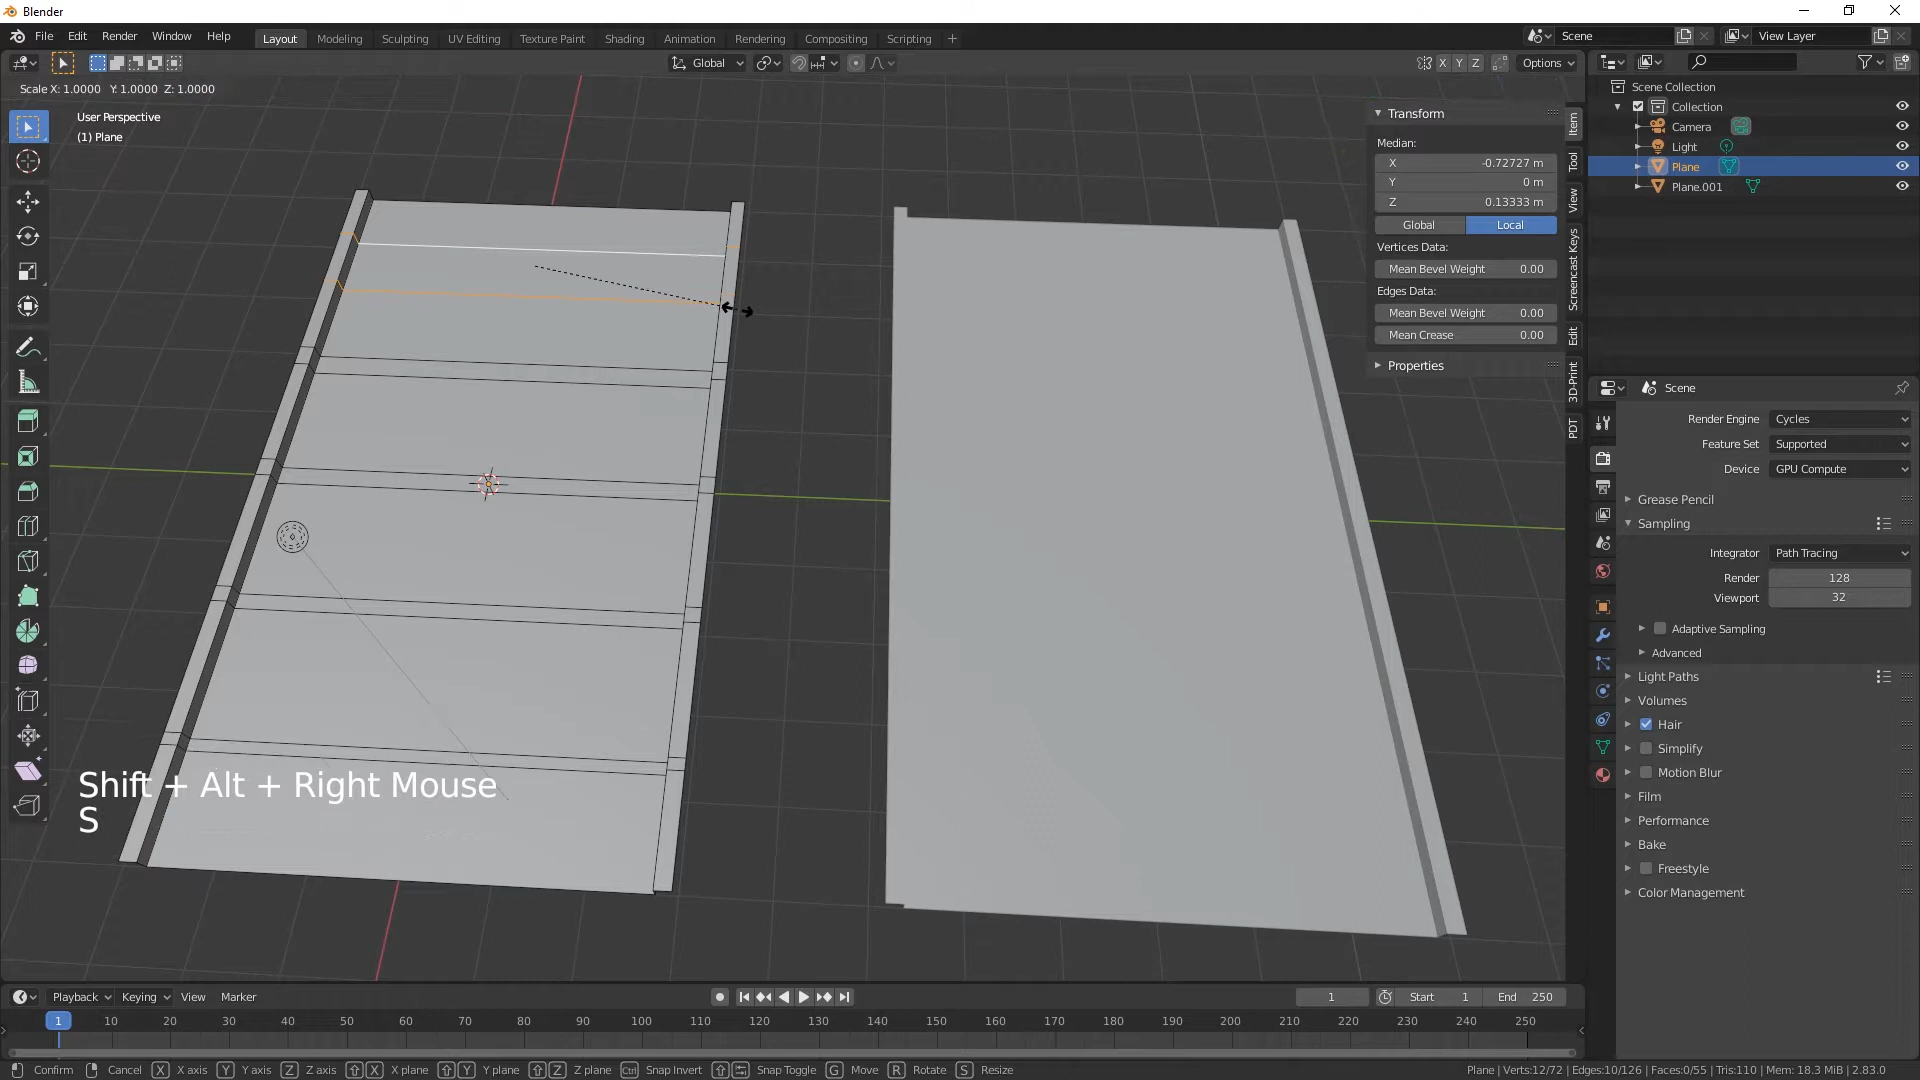 Blender
File Edit Render Window Help
Layout Modeling Sculpting UV Editing Texture Paint Shading Animation Rendering Compositing Scripting +
Scene
View Layer
Global
X Y Z
Options
Scale X: 1.0000 Y: 1.0000 Z: 1.0000
User Perspective
(1) Plane
Transform
Median:
X -0.72727 m
Y 0 m
Z 0.13333 m
Global Local
Vertices Data:
Mean Bevel Weight 0.00
Edges Data:
Mean Bevel Weight 0.00
Mean Crease 0.00
Properties
Item
Tool
View
Screencast Keys
Edit
3D-Print
PDT
Scene Collection
Collection
Camera
Light
Plane
Plane.001
Scene
Render Engine Cycles
Feature Set Supported
Device GPU Compute
Grease Pencil
Sampling
Integrator Path Tracing
Render 128
Viewport 32
Adaptive Sampling
Advanced
Light Paths
Volumes
Hair
Simplify
Motion Blur
Film
Performance
Bake
Freestyle
Color Management
Shift + Alt + Right Mouse
S
Playback Keying View Marker
1
Start 1
End 250
1 10 20 30 40 50 60 70 80 90 100 110 120 130 140 150 160 170 180 190 200 210 220 230 240 250
Confirm Cancel X X axis Y Y axis Z Z axis X X plane Y Y plane Z Z plane Ctrl Snap Invert Snap Toggle G Move R Rotate S Resize
Plane | Verts:12/72 | Edges:10/126 | Faces:0/55 | Tris:110 | Mem: 18.3 MiB | 2.83.0